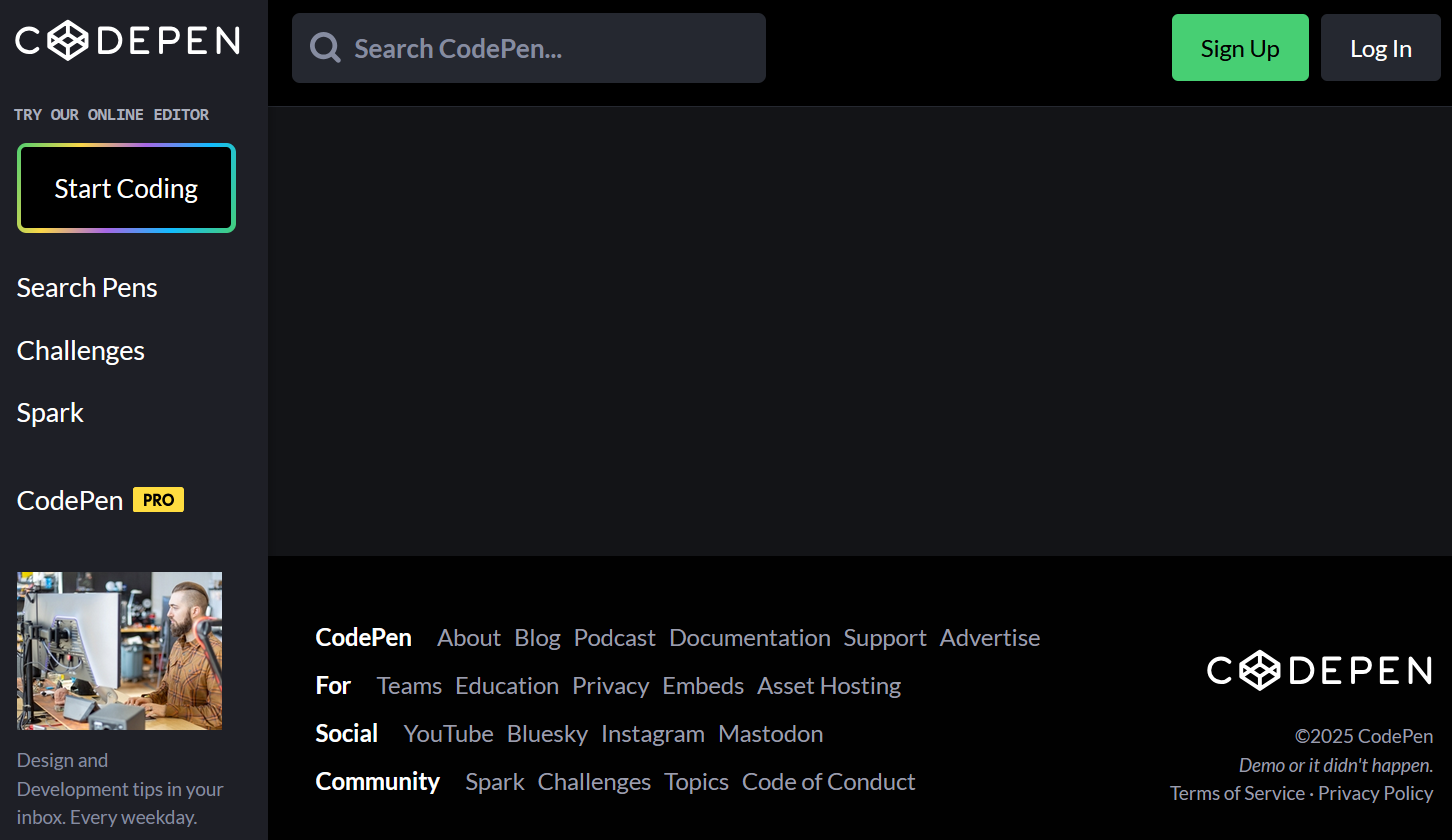 CODEPEN
Search CodePen...
Sign Up
Log In
TRY OUR ONLINE EDITOR
Start Coding
Search Pens
Challenges
Spark
CodePen PRO
Design and
Development tips in your
inbox. Every weekday.
CodePen About Blog Podcast Documentation Support Advertise
For Teams Education Privacy Embeds Asset Hosting
Social YouTube Bluesky Instagram Mastodon
Community Spark Challenges Topics Code of Conduct
CODEPEN
©2025 CodePen
Demo or it didn't happen.
Terms of Service · Privacy Policy